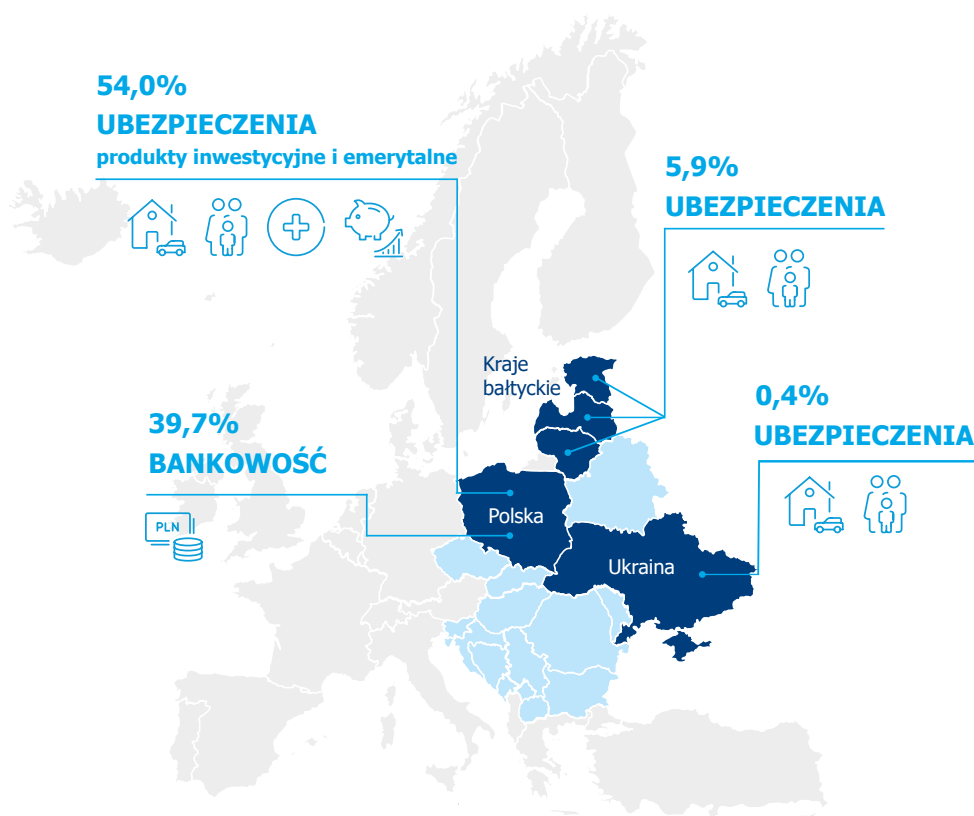 54,0%
UBEZPIECZENIA
produkty inwestycyjne i emerytalne
5,9%
UBEZPIECZENIA
Kraje
bałtyckie
0,4%
UBEZPIECZENIA
39,7%
BANKOWOŚĆ
PLN
Polska
Ukraina